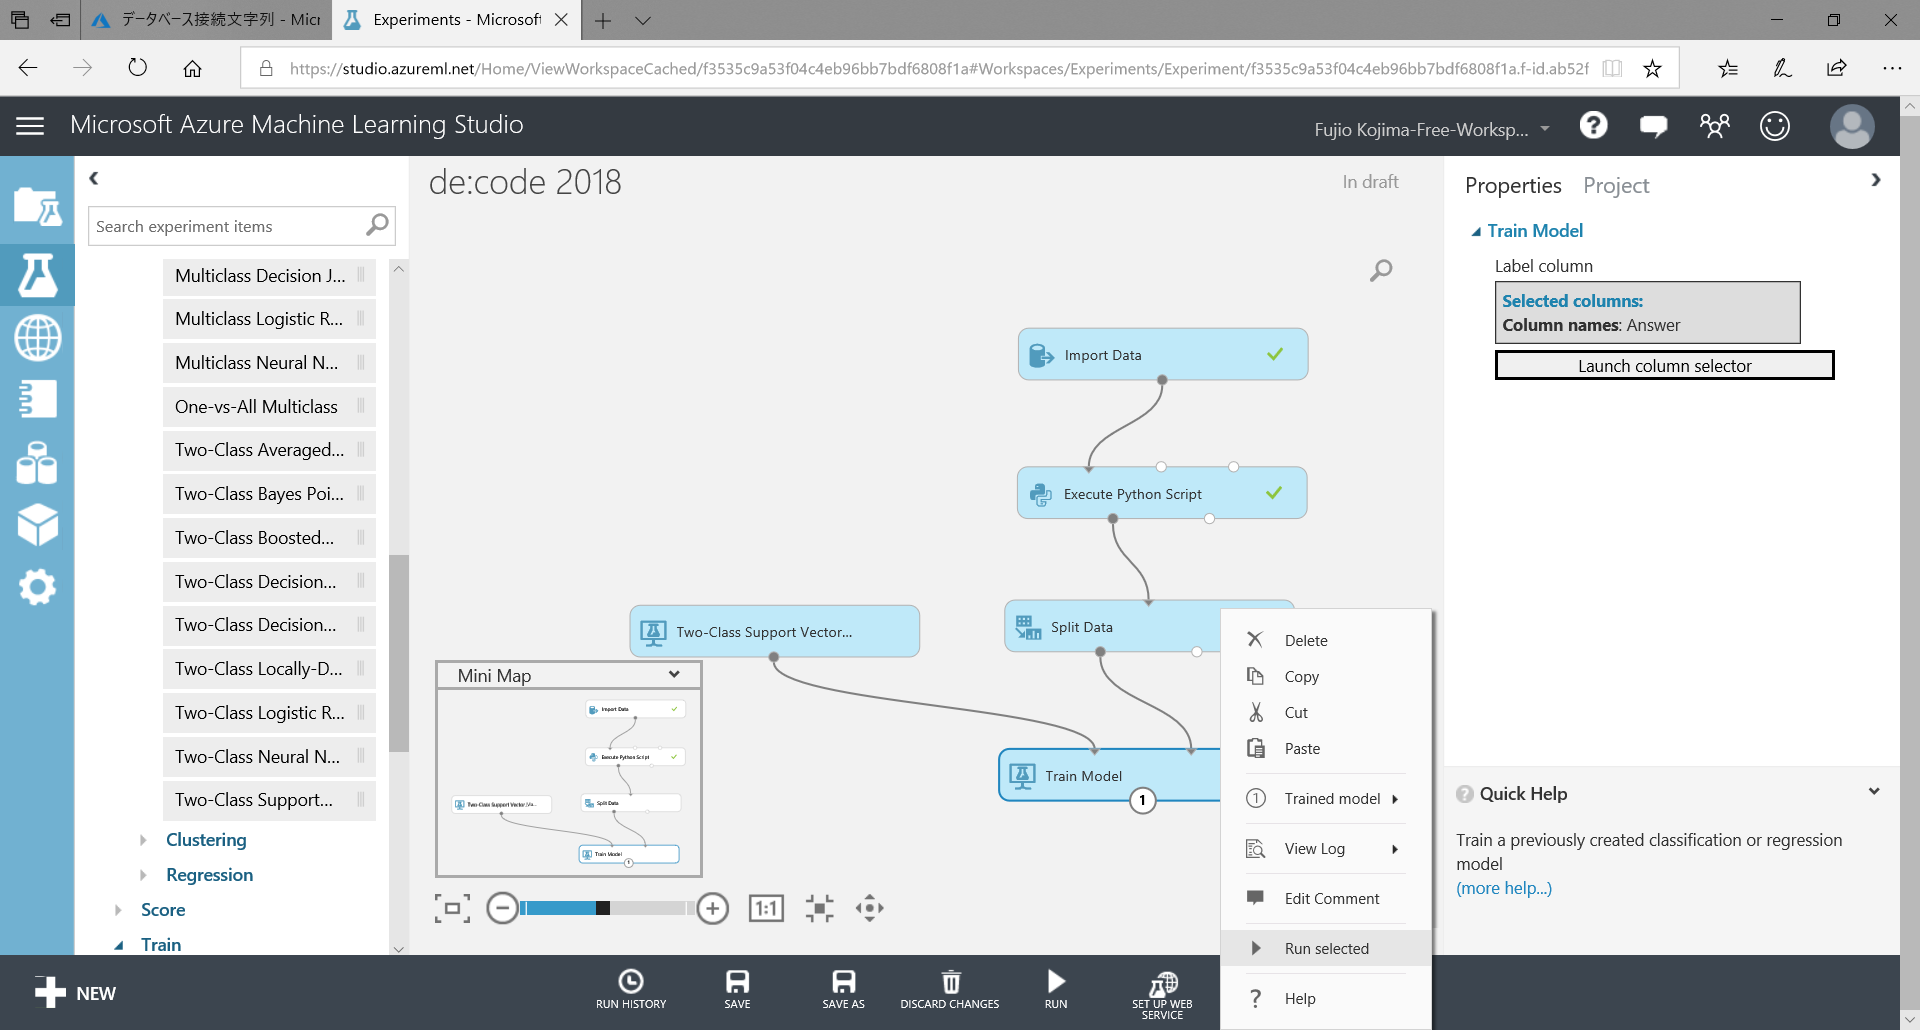 データベース接続文字列 - Micr
Experiments - Microsoft
https://studio.azureml.net/Home/ViewWorkspaceCached/f3535c9a53f04c4eb96bb7bdf6808f1a#Workspaces/Experiments/Experiment/f3535c9a53f04c4eb96bb7bdf6808f1a.f-id.ab52f
Microsoft Azure Machine Learning Studio
Fujio Kojima-Free-Worksp...
Search experiment items
Multiclass Decision J...
Multiclass Logistic R...
Multiclass Neural N...
One-vs-All Multiclass
Two-Class Averaged...
Two-Class Bayes Poi...
Two-Class Boosted...
Two-Class Decision...
Two-Class Decision...
Two-Class Locally-D...
Two-Class Logistic R...
Two-Class Neural N...
Two-Class Support...
Clustering
Regression
Score
Train
de:code 2018
In draft
Import Data
Execute Python Script
Two-Class Support Vector...
Split Data
Train Model
1
Mini Map
Import Data
Execute Python Script
Two-Class Support Vector Ma...
Split Data
Train Model
1
1:1
Delete
Copy
Cut
Paste
1 Trained model
View Log
Edit Comment
Run selected
? Help
Properties Project
Train Model
Label column
Selected columns:
Column names: Answer
Launch column selector
? Quick Help
Train a previously created classification or regression
model
(more help...)
NEW
RUN HISTORY
SAVE
SAVE AS
DISCARD CHANGES
RUN
SET UP WEB
SERVICE